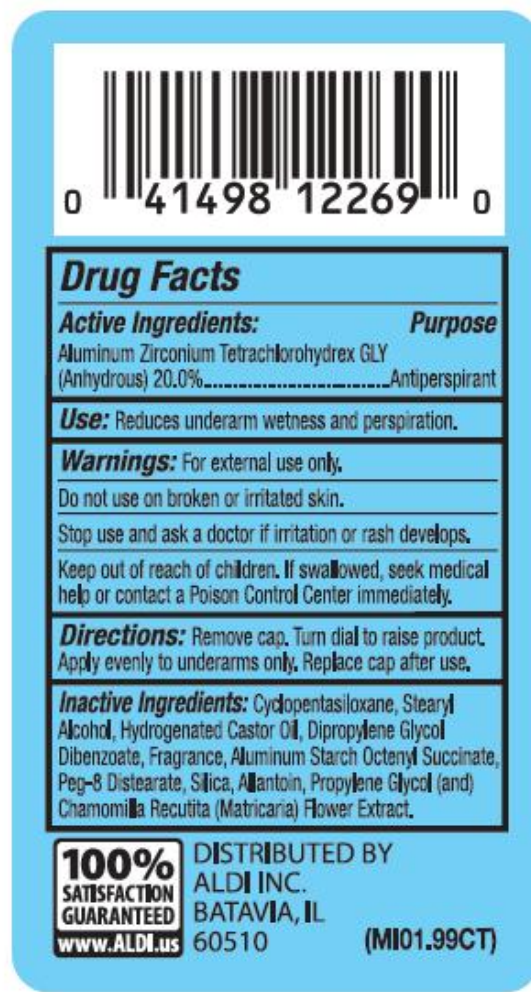 0 41498 12269 0
Drug Facts
Active Ingredients: Purpose
Aluminum Zirconium Tetrachlorohydrex GLY
(Anhydrous) 20.0%..................................Antiperspirant
Use: Reduces underarm wetness and perspiration.
Warnings: For external use only.
Do not use on broken or irritated skin.
Stop use and ask a doctor if irritation or rash develops.
Keep out of reach of children. If swallowed, seek medical
help or contact a Poison Control Center immediately.
Directions: Remove cap. Turn dial to raise product.
Apply evenly to underarms only. Replace cap after use.
Inactive Ingredients: Cyclopentasiloxane, Stearyl
Alcohol, Hydrogenated Castor Oil, Dipropylene Glycol
Dibenzoate, Fragrance, Aluminum Starch Octenyl Succinate,
Peg-8 Distearate, Silica, Allantoin, Propylene Glycol (and)
Chamomilla Recutita (Matricaria) Flower Extract.
100%
SATISFACTION
GUARANTEED
www.ALDI.us
DISTRIBUTED BY
ALDI INC.
BATAVIA, IL
60510 (MI01.99CT)